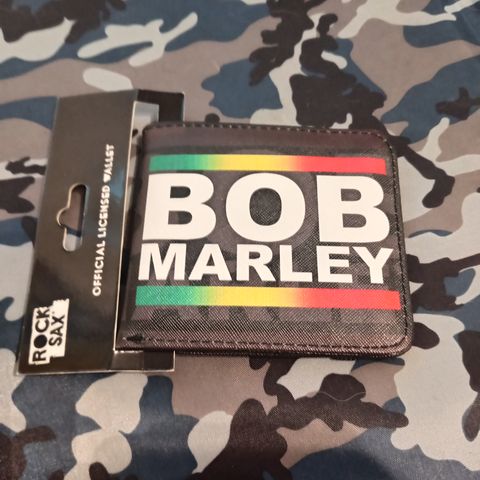 OFFICIAL LICENSED WALLET
ROCK
SAX
BOB
MARLEY